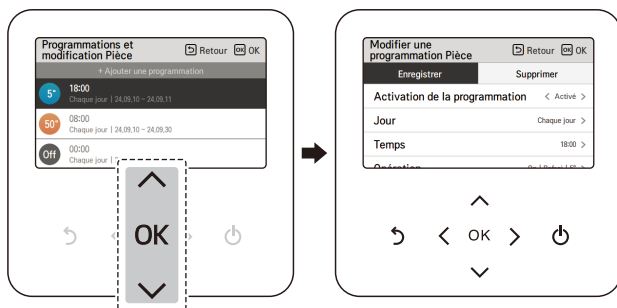 Programmations et
modification Pièce
Retour OK OK
+ Ajouter une programmation
5°
18:00
Chaque jour | 24,09,10 – 24,09,11
50°
08:00
Chaque jour | 24,09,10 – 24,09,30
Off
00:00
Chaque jour |
OK
Modifier une
programmation Pièce
Retour OK OK
Enregistrer
Supprimer
Activation de la programmation < Activé >
Jour Chaque jour >
Temps 18:00 >
Opération
OK